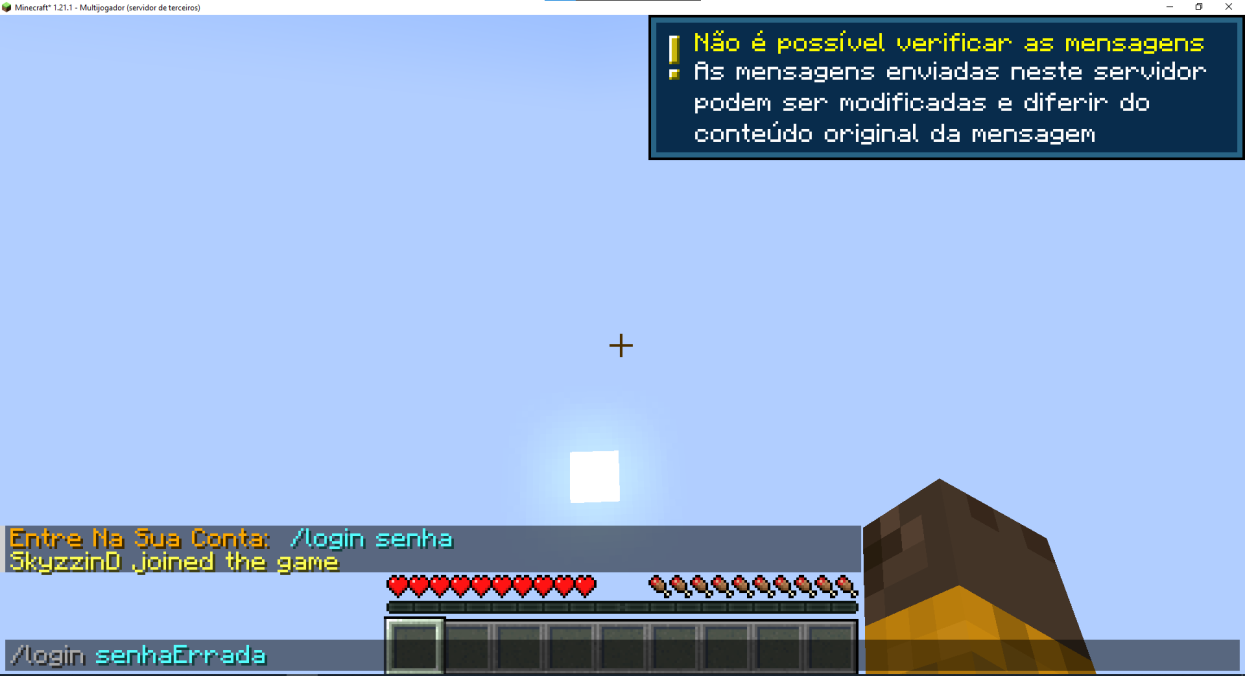 Minecraft* 1.21.1 - Multijogador (servidor de terceiros)
Não é possível verificar as mensagens
As mensagens enviadas neste servidor
podem ser modificadas e diferir do
conteúdo original da mensagem
Entre Na Sua Conta: /login senha
SkyzzinD joined the game
/login senhaErrada